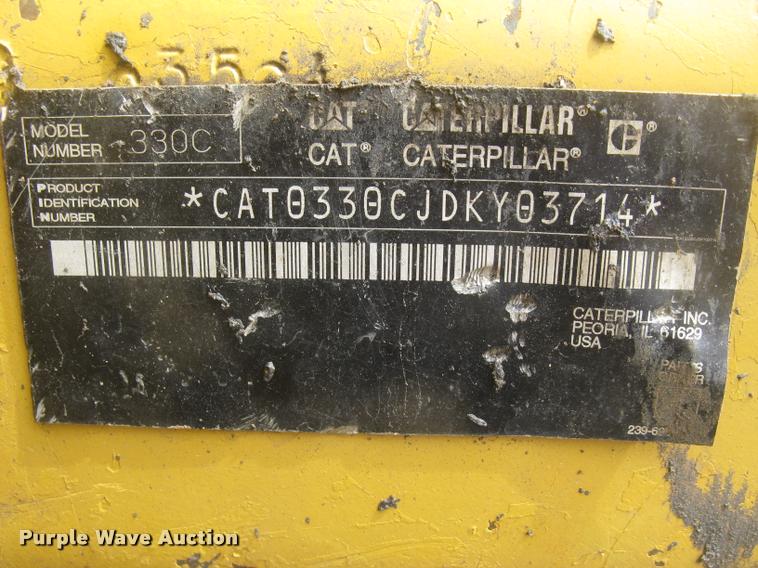 MODEL NUMBER 330C
CAT CATERPILLAR®
CAT® CATERPILLAR®
PRODUCT IDENTIFICATION NUMBER *CAT0330CJDKY03714*
CATERPILLAR INC.
PEORIA, IL 61629
USA
Purple Wave Auction